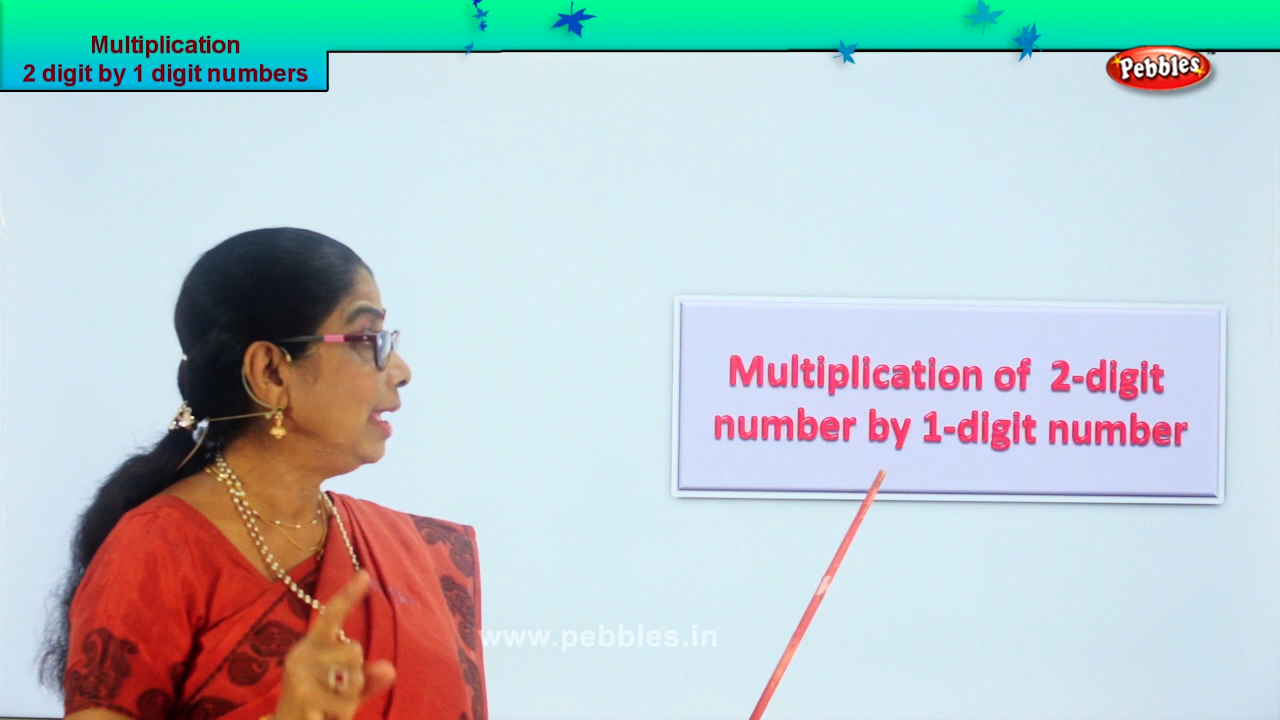 Multiplication
2 digit by 1 digit numbers
Pebbles
Multiplication of 2-digit
number by 1-digit number
www.pebbles.in